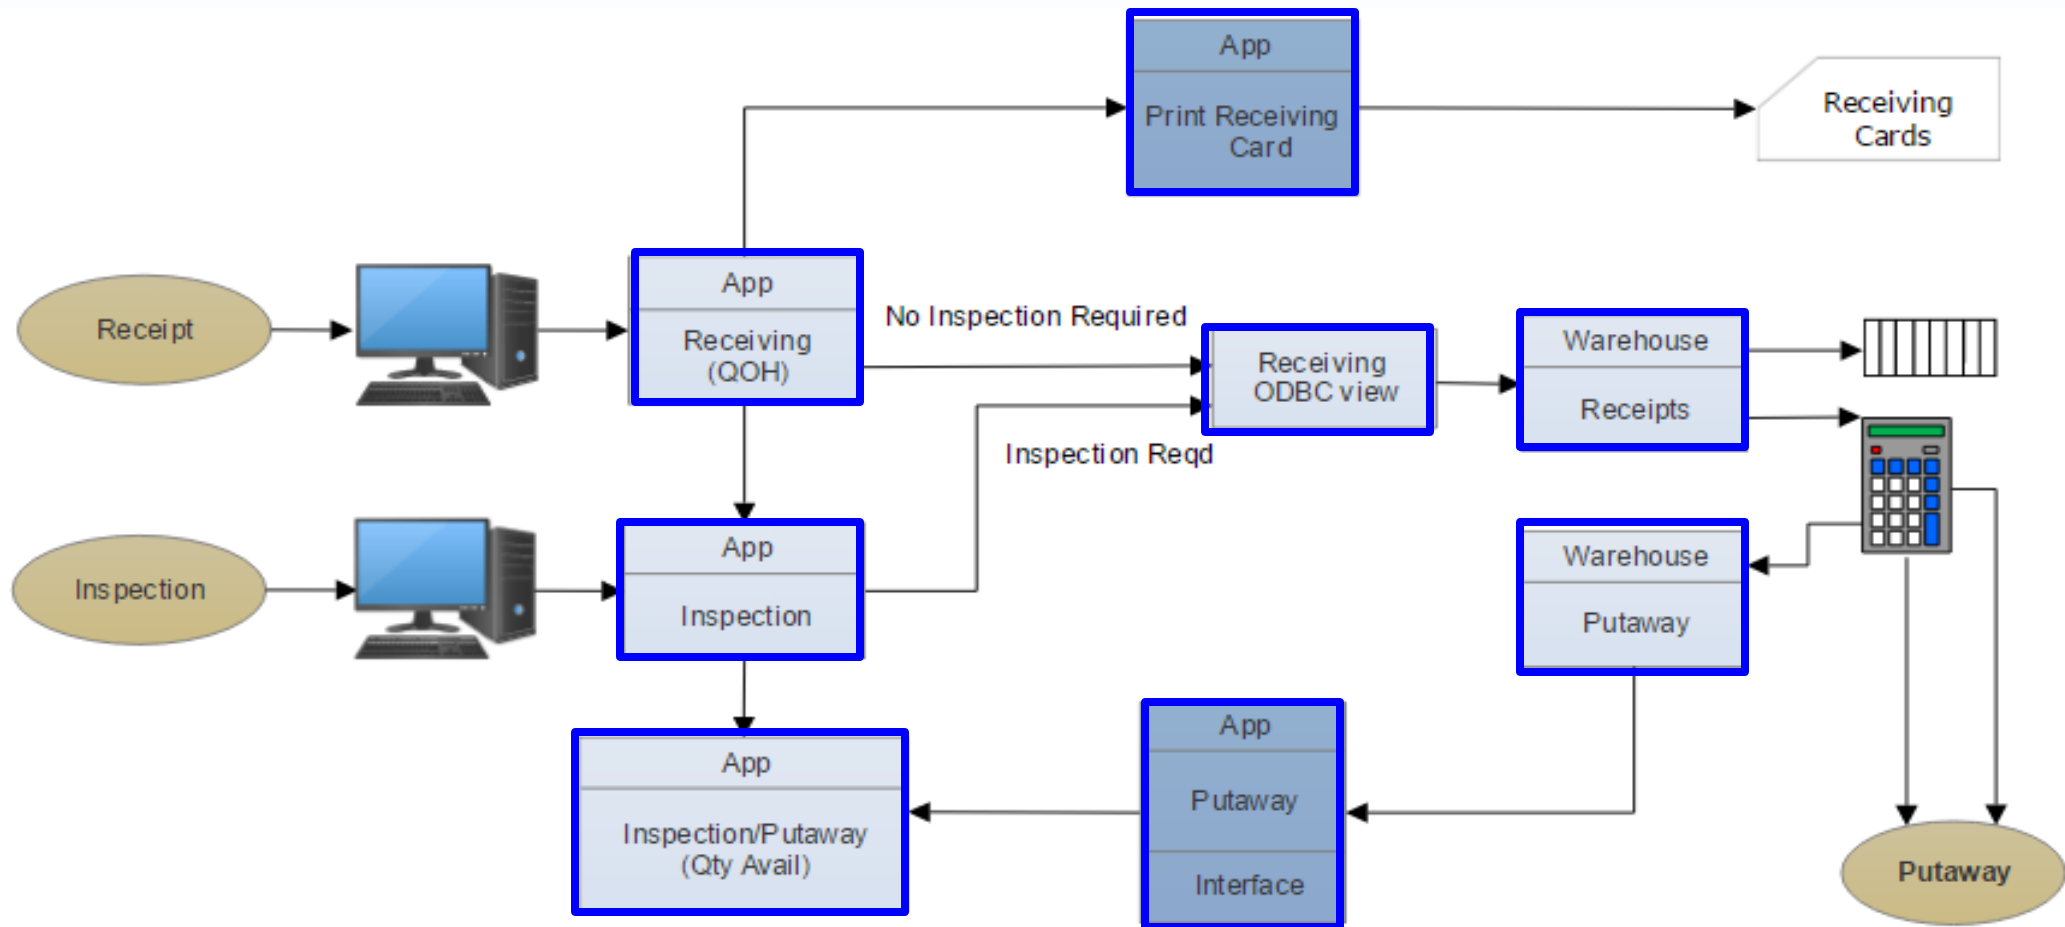 App
Print Receiving
Card
Receiving
Cards
Receipt
App
Receiving
(QOH)
No Inspection Required
Receiving
ODBC view
Warehouse
Receipts
Inspection Reqd
Inspection
App
Inspection
Warehouse
Putaway
App
Inspection/Putaway
(Qty Avail)
App
Putaway
Interface
Putaway